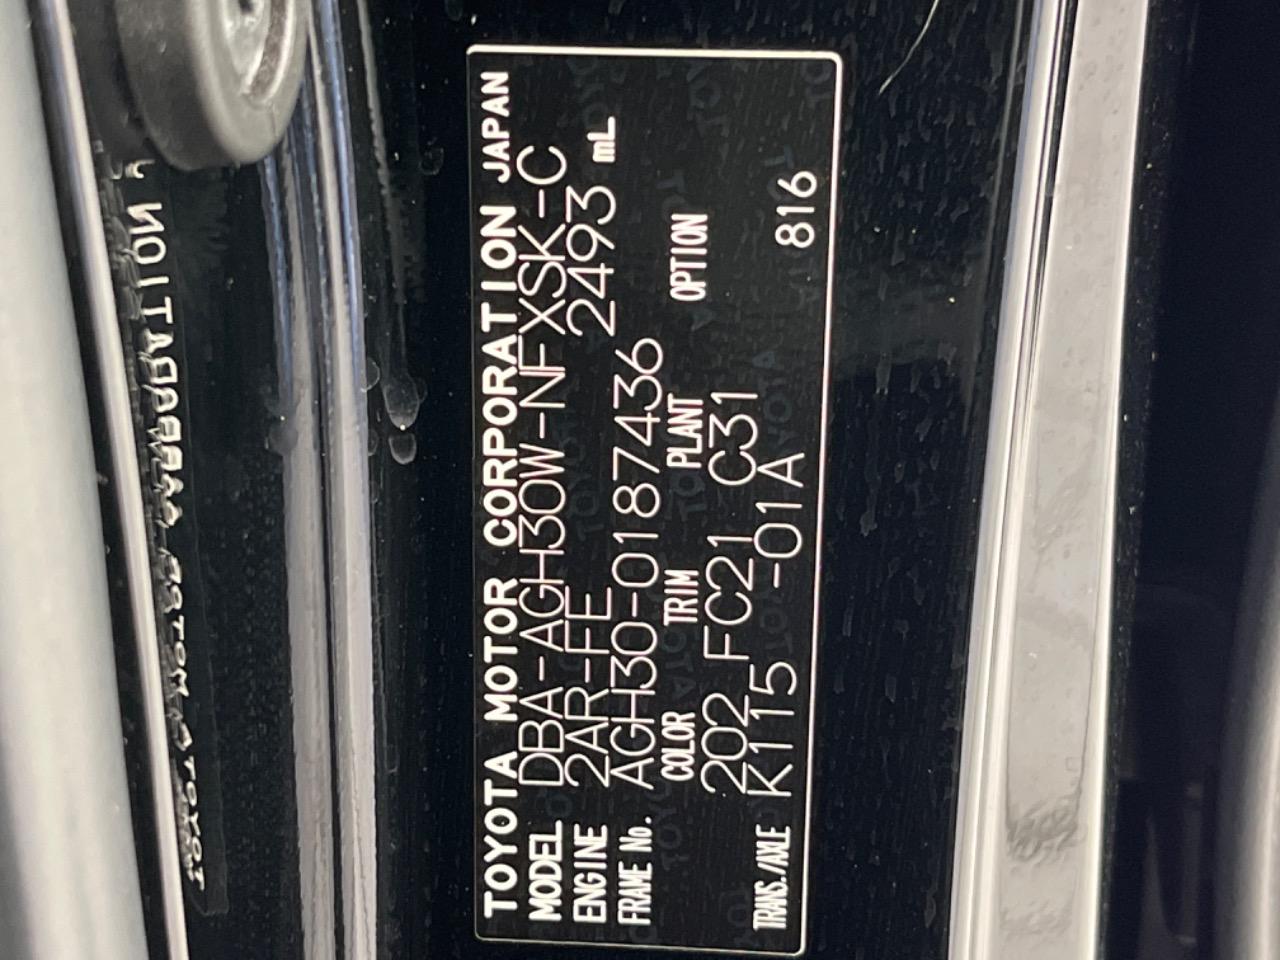 TOYOTA MOTOR CORPORATION JAPAN
MODEL DBA-AGH30W-NFXSK-C
ENGINE 2AR-FE 2493 mL
FRAME No. AGH30-0187436
COLOR TRIM PLANT OPTION
202 FC21 C31
TRANS./AXLE K115 -01A 816